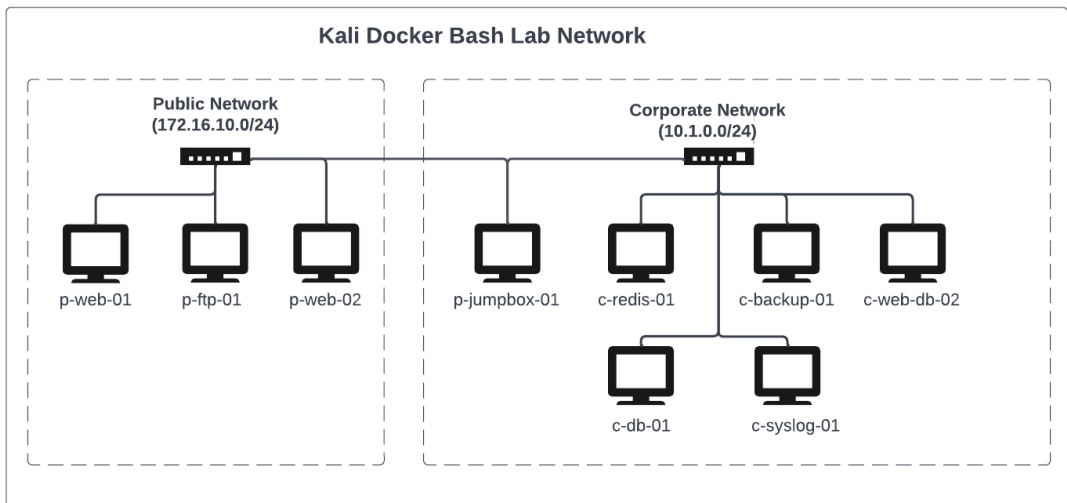 Kali Docker Bash Lab Network
Public Network
(172.16.10.0/24)
Corporate Network
(10.1.0.0/24)
p-web-01
p-ftp-01
p-web-02
p-jumpbox-01
c-redis-01
c-backup-01
c-web-db-02
c-db-01
c-syslog-01